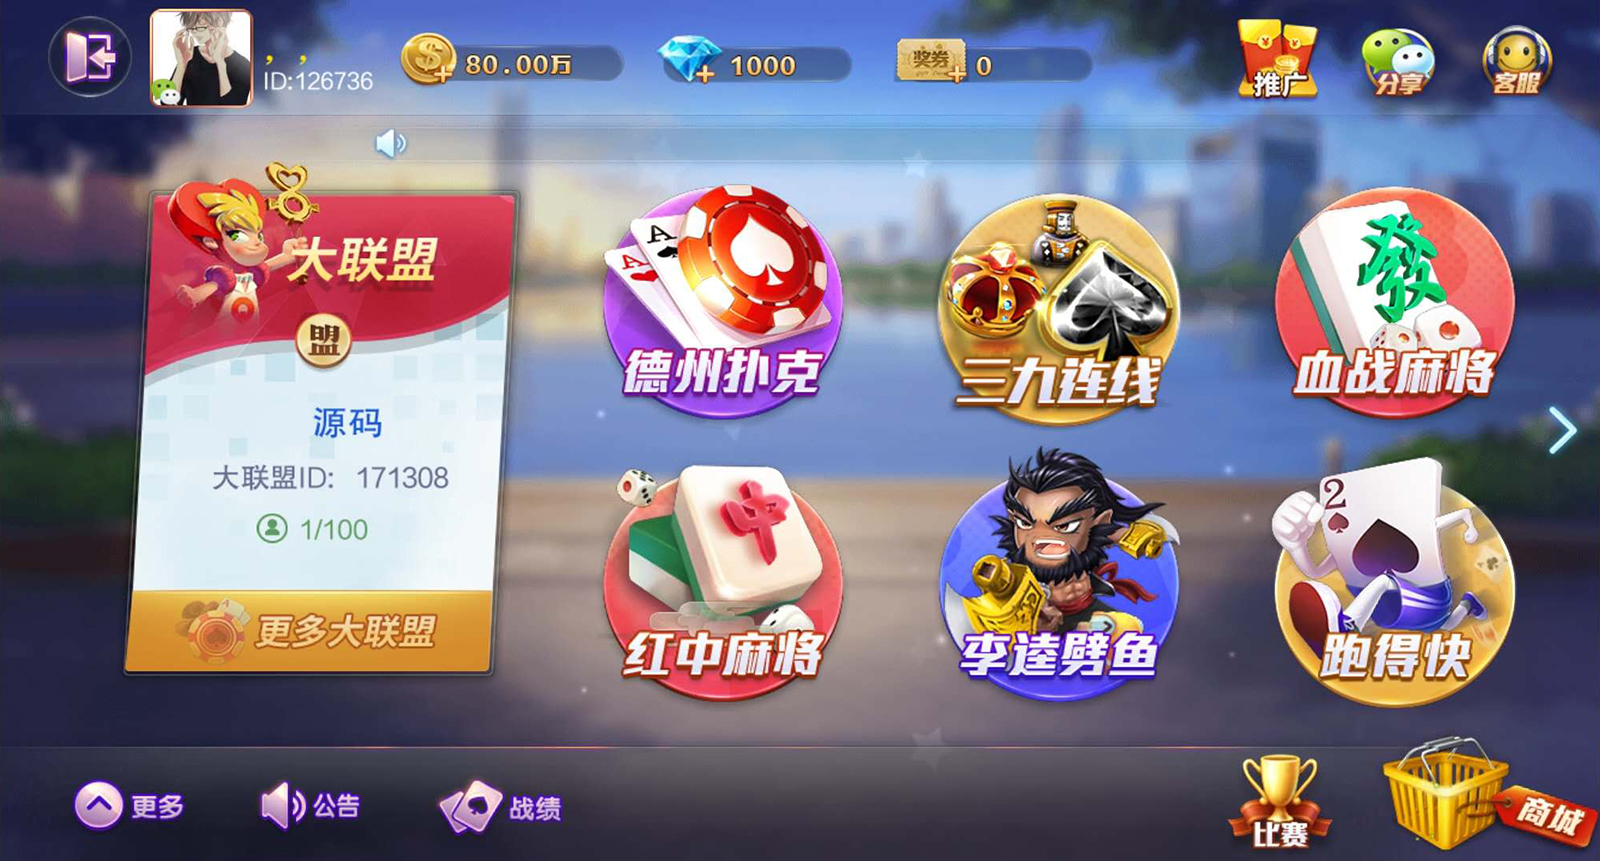 , ,
ID:126736
80.00万
1000
奖券
0
推广
分享
客服
大联盟
盟
源码
大联盟ID: 171308
1/100
更多大联盟
A
A
德州扑克
三九连线
發
血战麻将
中
红中麻将
李逵劈鱼
2
跑得快
更多
公告
战绩
比赛
商城